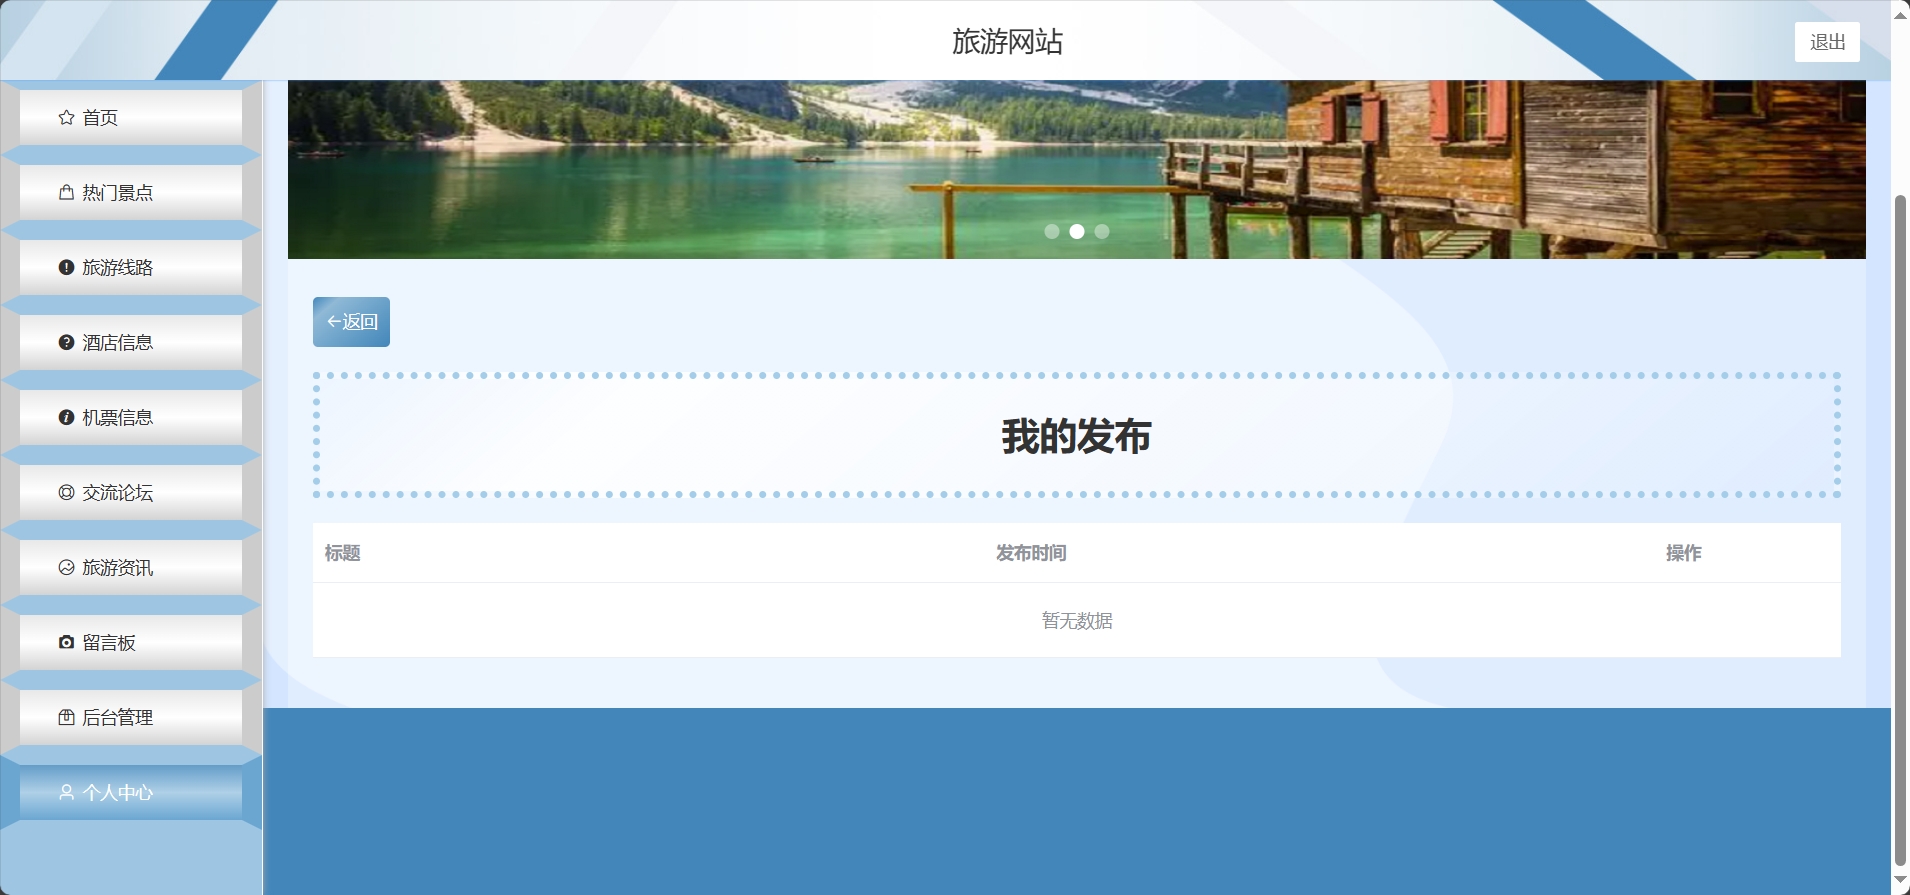 旅游网站
退出
首页
热门景点
旅游线路
酒店信息
机票信息
交流论坛
旅游资讯
留言板
后台管理
个人中心
←返回
我的发布
标题 发布时间 操作
暂无数据